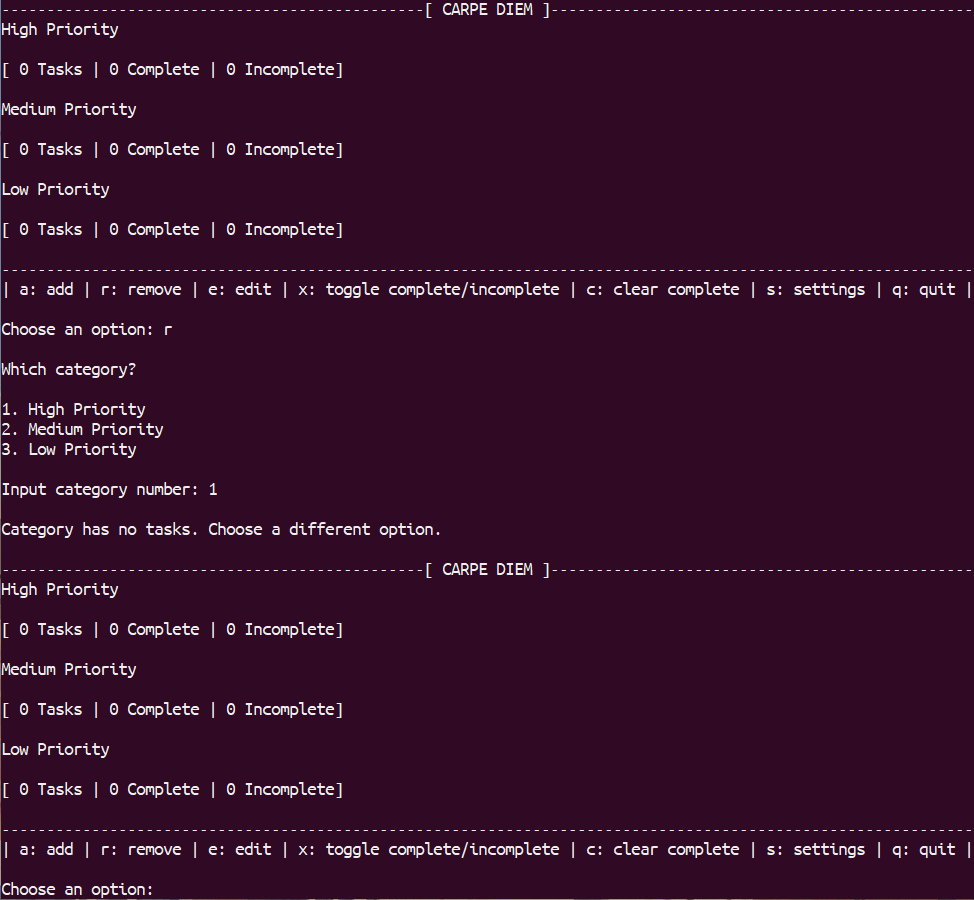 -----------------------------------------------[ CARPE DIEM ]-----------------------------------------------
High Priority
[ 0 Tasks | 0 Complete | 0 Incomplete]
Medium Priority
[ 0 Tasks | 0 Complete | 0 Incomplete]
Low Priority
[ 0 Tasks | 0 Complete | 0 Incomplete]
------------------------------------------------------------------------------------------------------------
| a: add | r: remove | e: edit | x: toggle complete/incomplete | c: clear complete | s: settings | q: quit |
Choose an option: r
Which category?
1. High Priority
2. Medium Priority
3. Low Priority
Input category number: 1
Category has no tasks. Choose a different option.
-----------------------------------------------[ CARPE DIEM ]-----------------------------------------------
High Priority
[ 0 Tasks | 0 Complete | 0 Incomplete]
Medium Priority
[ 0 Tasks | 0 Complete | 0 Incomplete]
Low Priority
[ 0 Tasks | 0 Complete | 0 Incomplete]
------------------------------------------------------------------------------------------------------------
| a: add | r: remove | e: edit | x: toggle complete/incomplete | c: clear complete | s: settings | q: quit |
Choose an option: